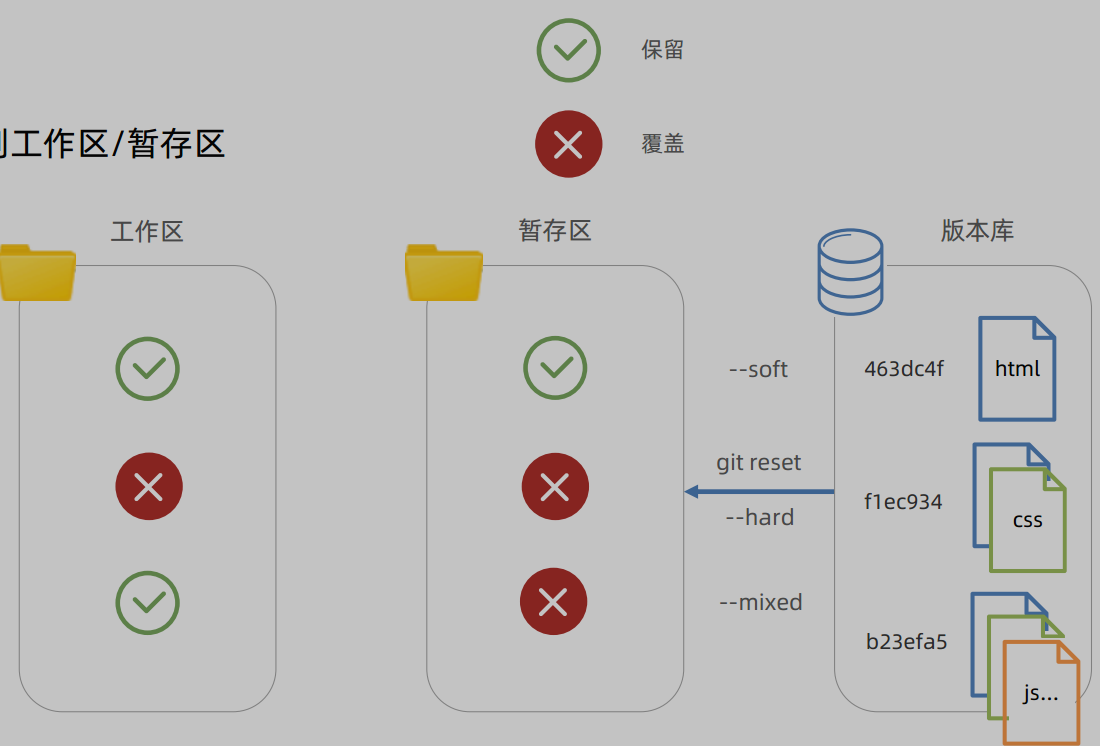 保留
覆盖
工作区/暂存区
工作区
暂存区
版本库
--soft
463dc4f
html
git reset
--hard
f1ec934
css
--mixed
b23efa5
js...